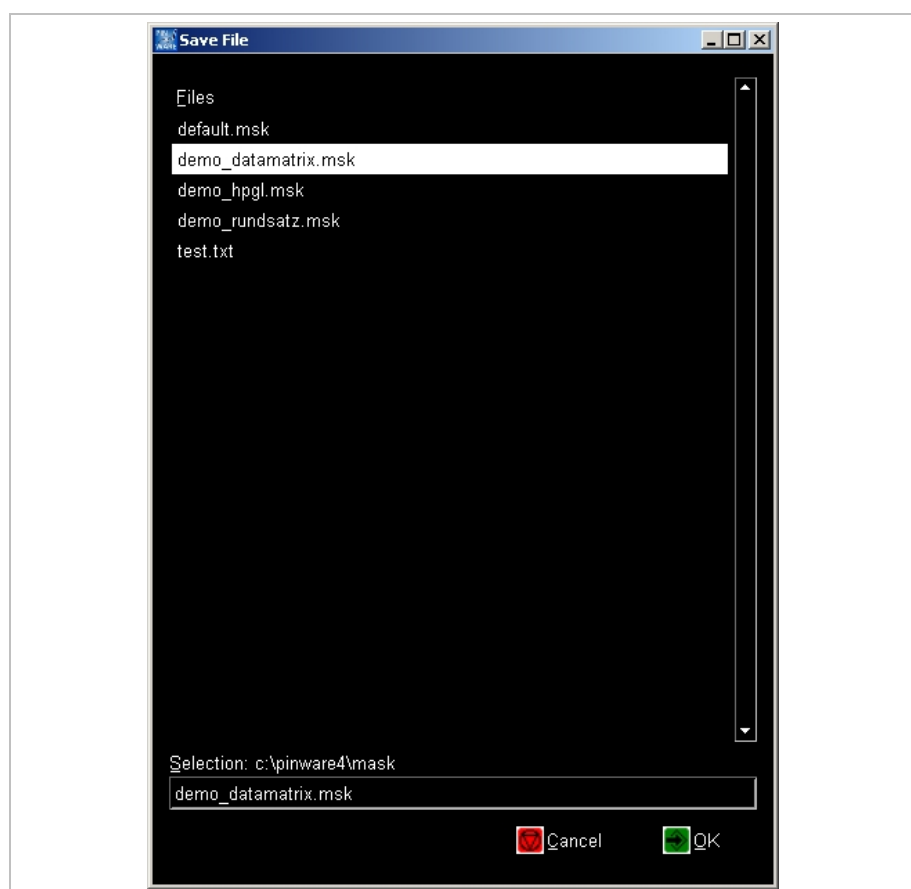 Save File
Files
default.msk
demo_datamatrix.msk
demo_hpgl.msk
demo_rundsatz.msk
test.txt
Selection: c:\pinware4\mask
demo_datamatrix.msk
Cancel OK